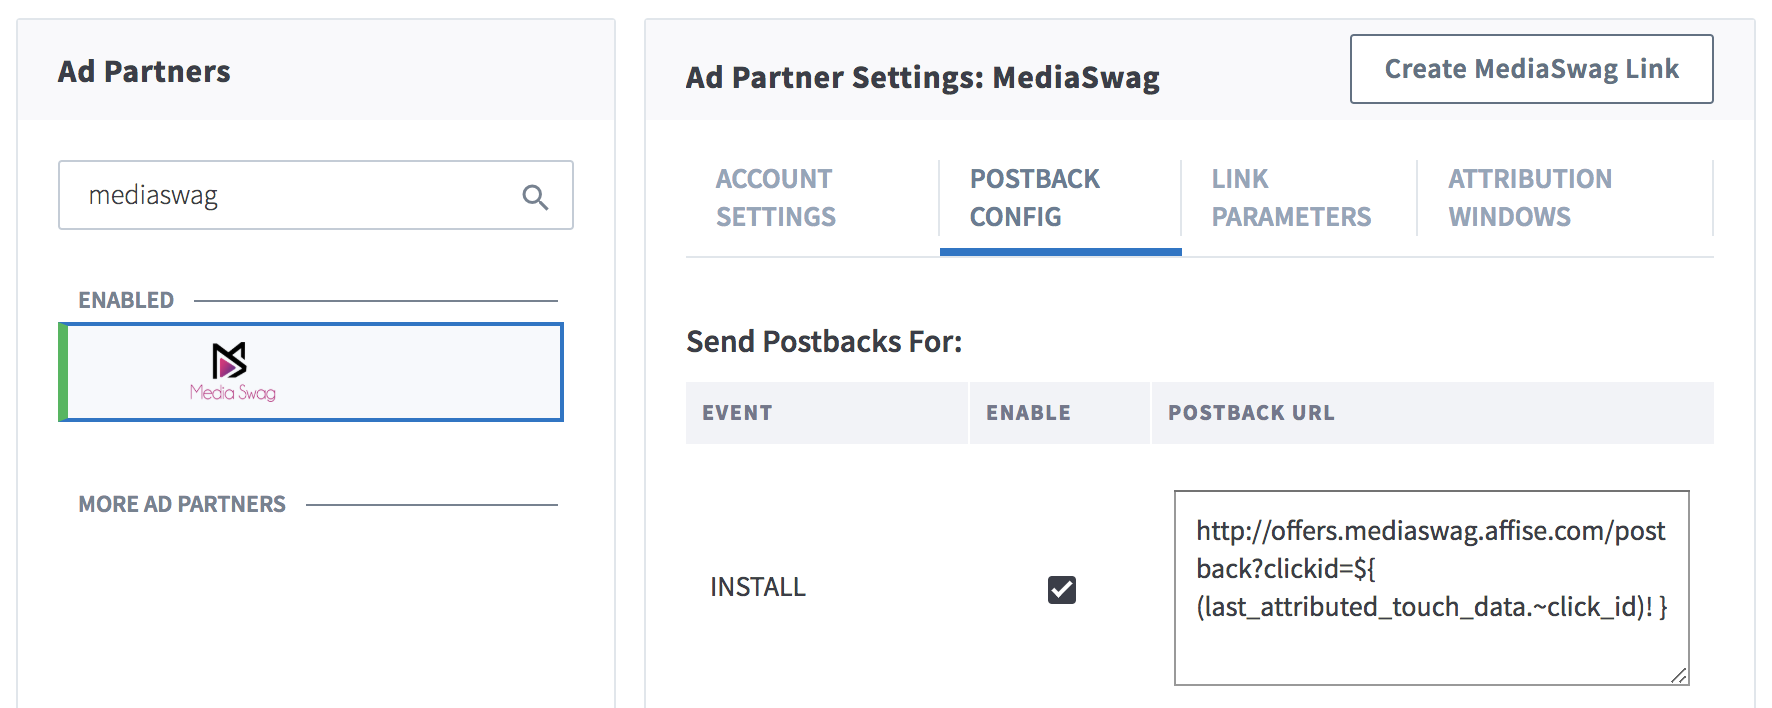 Ad Partners
mediaswag
ENABLED
Media Swag
MORE AD PARTNERS
Ad Partner Settings: MediaSwag
Create MediaSwag Link
ACCOUNT
SETTINGS
POSTBACK
CONFIG
LINK
PARAMETERS
ATTRIBUTION
WINDOWS
Send Postbacks For:
EVENT
ENABLE
POSTBACK URL
INSTALL
http://offers.mediaswag.affise.com/post
back?clickid=${
(last_attributed_touch_data.~click_id)! }